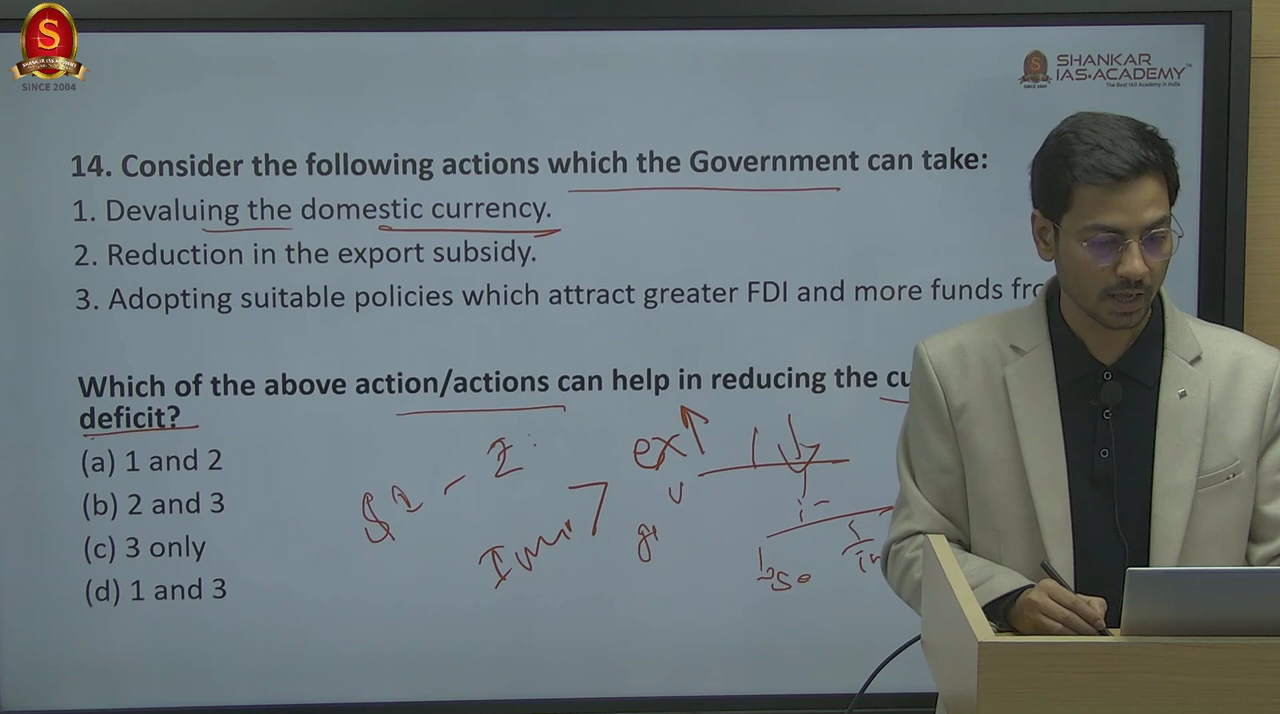 S
SINCE 2004
SHANKAR
IAS ACADEMY
The Best IAS Academy in India
SINCE 2004
14. Consider the following actions which the Government can take:
1. Devaluing the domestic currency.
2. Reduction in the export subsidy.
3. Adopting suitable policies which attract greater FDI and more funds fro
Which of the above action/actions can help in reducing the cu
deficit?
(a) 1 and 2
(b) 2 and 3
(c) 3 only
(d) 1 and 3
ex